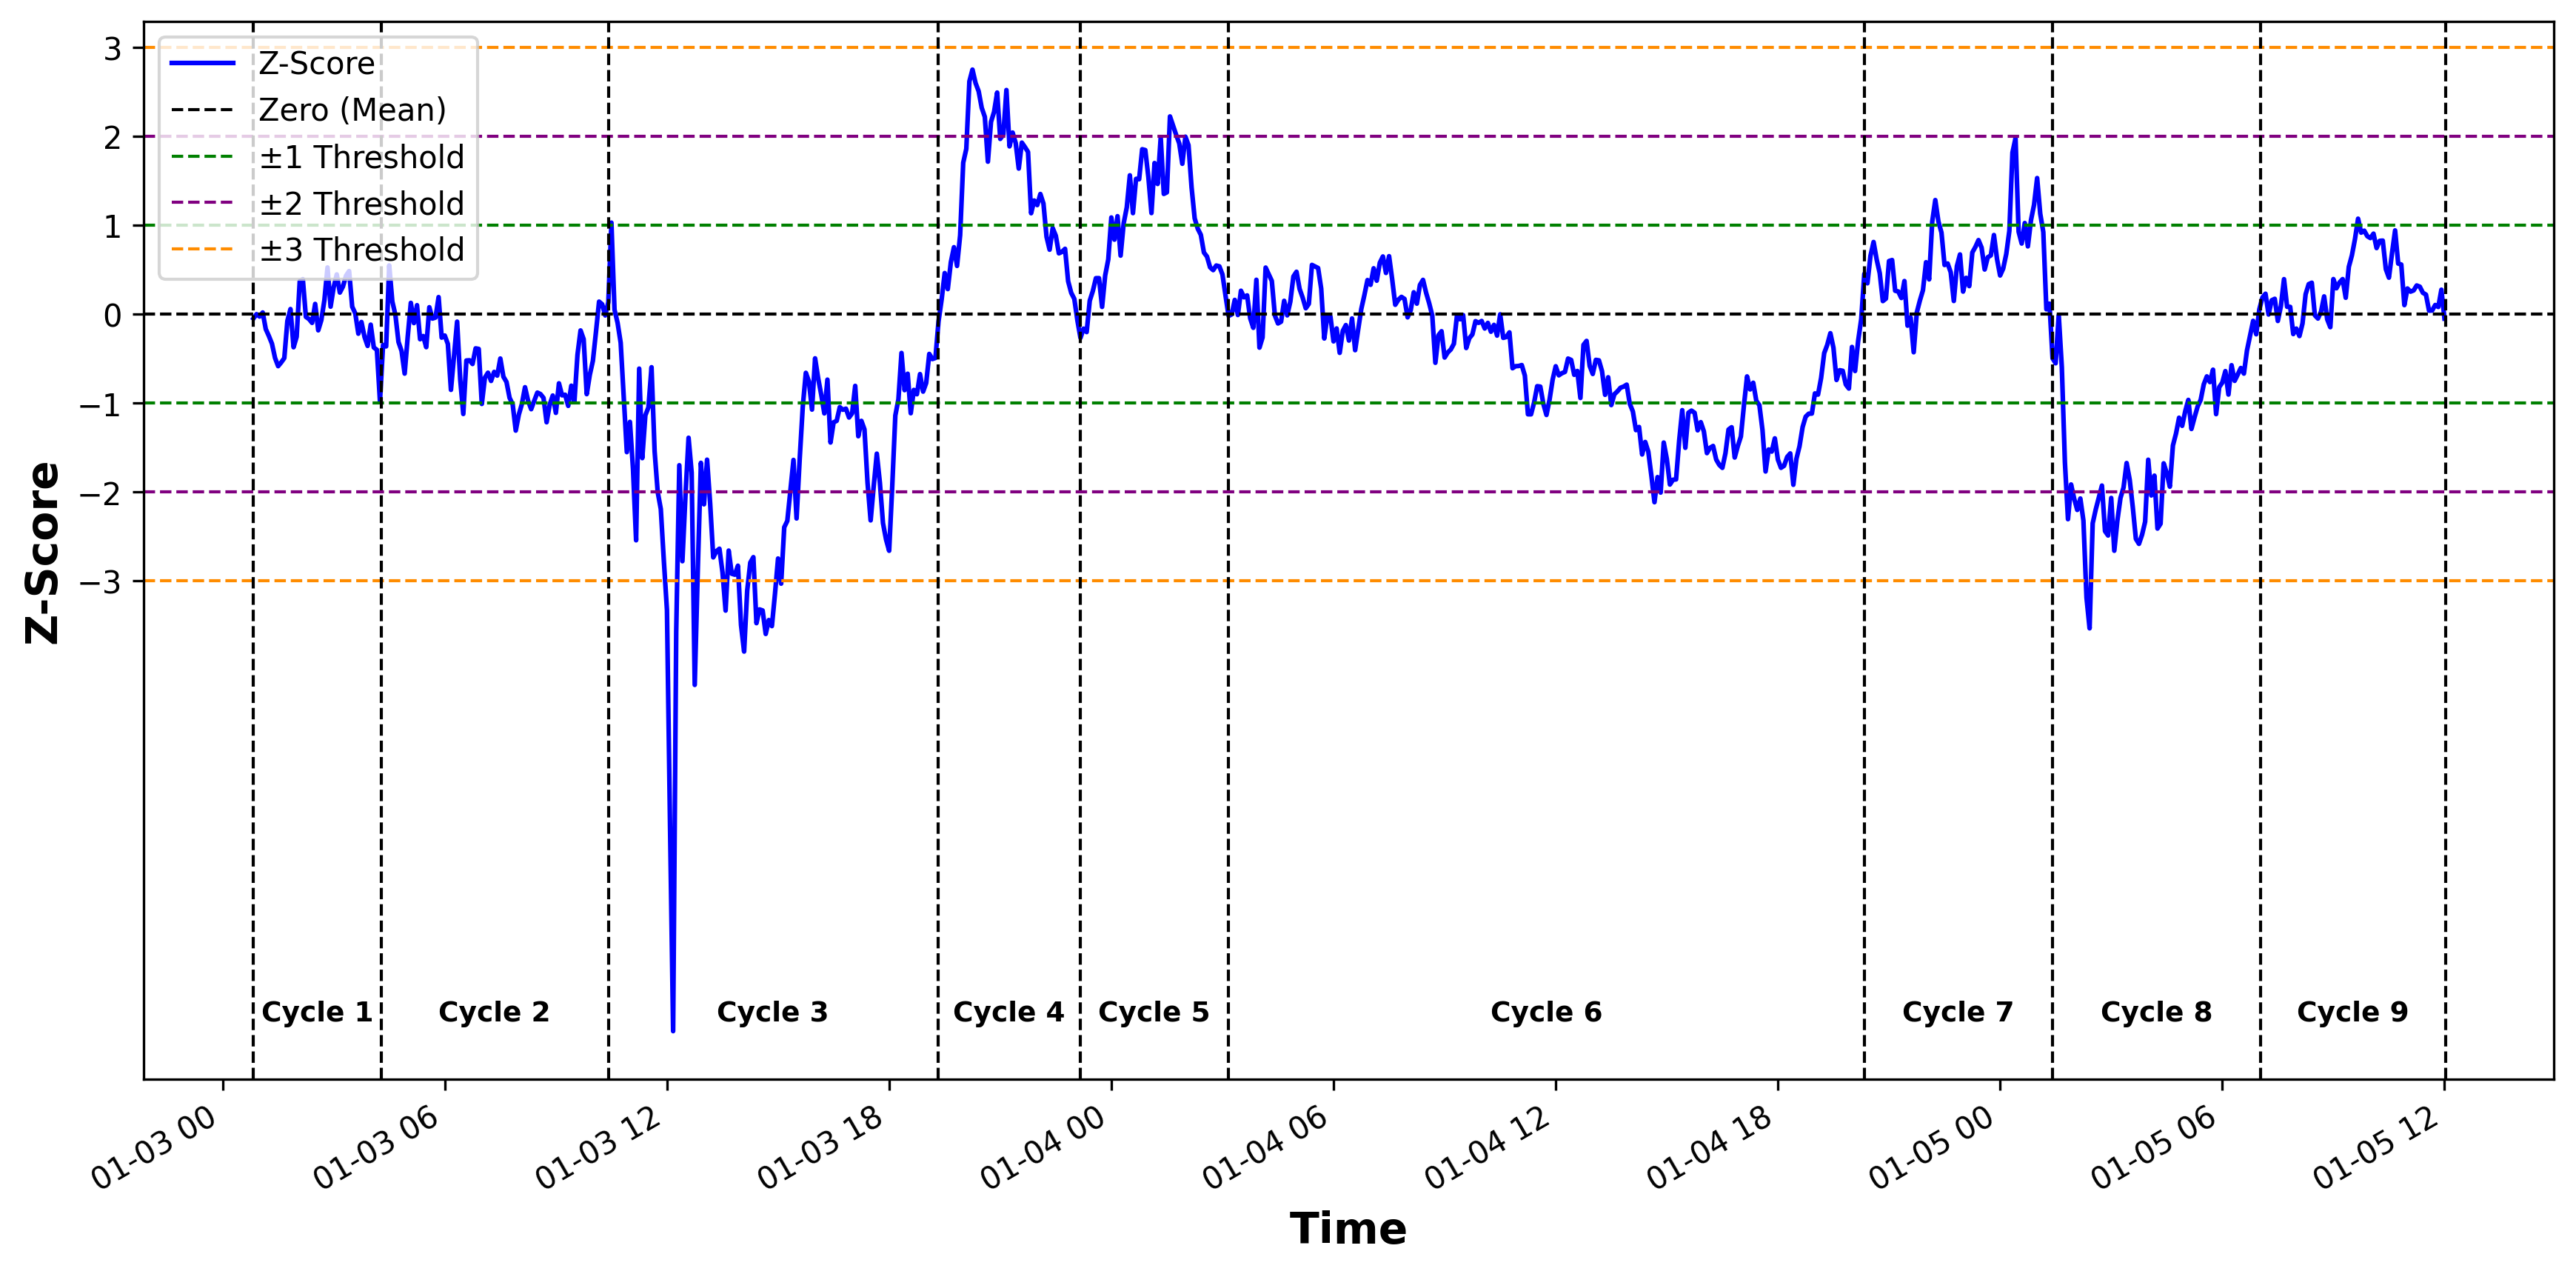 Z-Score
Zero (Mean)
±1 Threshold
±2 Threshold
±3 Threshold
3
2
1
0
−1
−2
−3
Z-Score
Cycle 1
Cycle 2
Cycle 3
Cycle 4
Cycle 5
Cycle 6
Cycle 7
Cycle 8
Cycle 9
01-03 00
01-03 06
01-03 12
01-03 18
01-04 00
01-04 06
01-04 12
01-04 18
01-05 00
01-05 06
01-05 12
Time